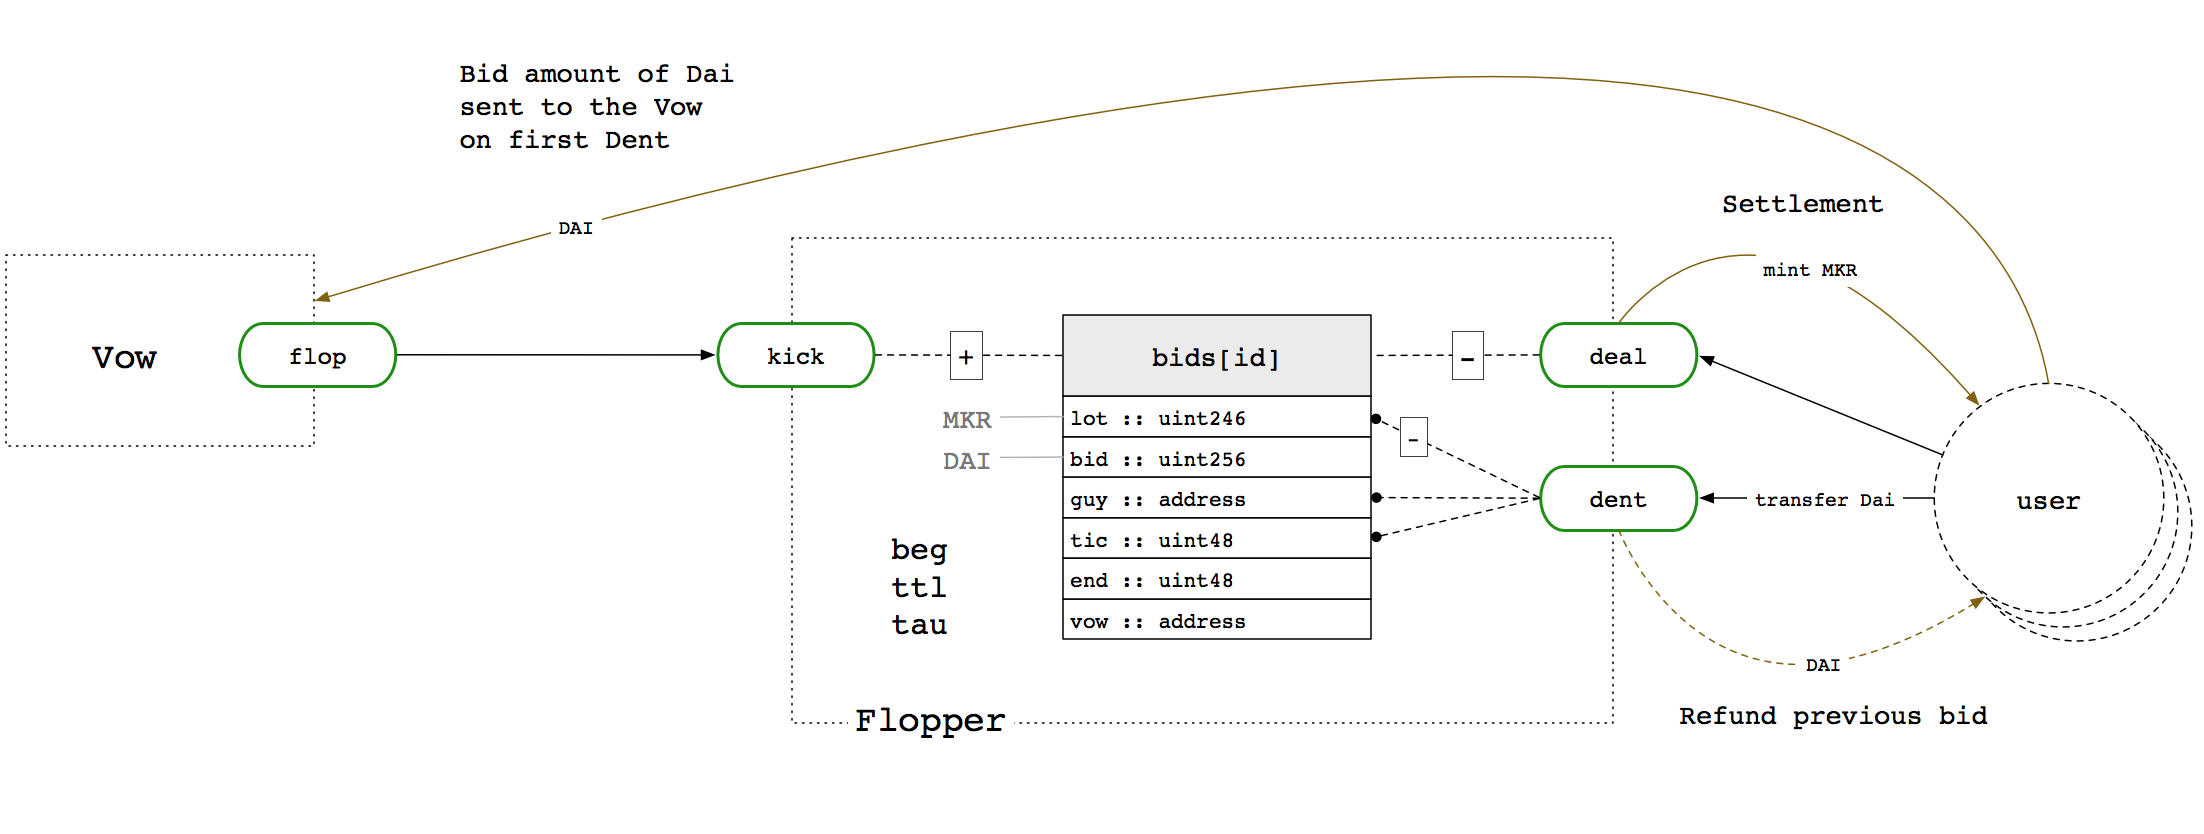 Bid amount of Dai
sent to the Vow
on first Dent
DAI
Settlement
mint MKR
Vow
flop
kick
+
bids[id]
-
deal
MKR
lot :: uint246
-
DAI
bid :: uint256
guy :: address
dent
transfer Dai
user
tic :: uint48
beg
end :: uint48
ttl
vow :: address
tau
DAI
Flopper
Refund previous bid